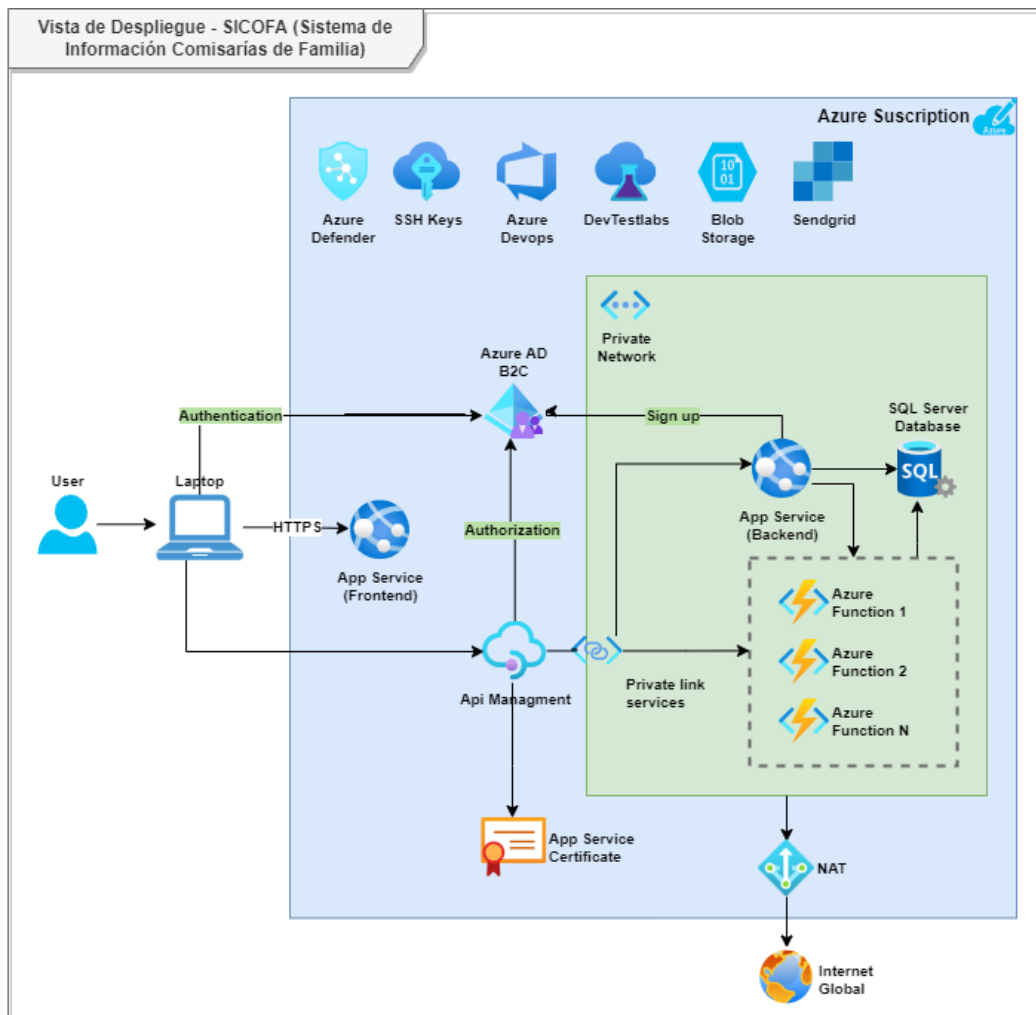 Vista de Despliegue - SICOFA (Sistema de
Información Comisarías de Familia)
Azure Suscription
Azure
Azure
Defender
SSH Keys
Azure
Devops
DevTestlabs
10
01
Blob
Storage
Sendgrid
Private
Network
Azure AD
B2C
Authentication
Sign up
SQL Server
Database
SQL
User
Laptop
HTTPS
App Service
(Frontend)
Authorization
App Service
(Backend)
Azure
Function 1
Azure
Function 2
Azure
Function N
Api Managment
Private link
services
App Service
Certificate
NAT
Internet
Global